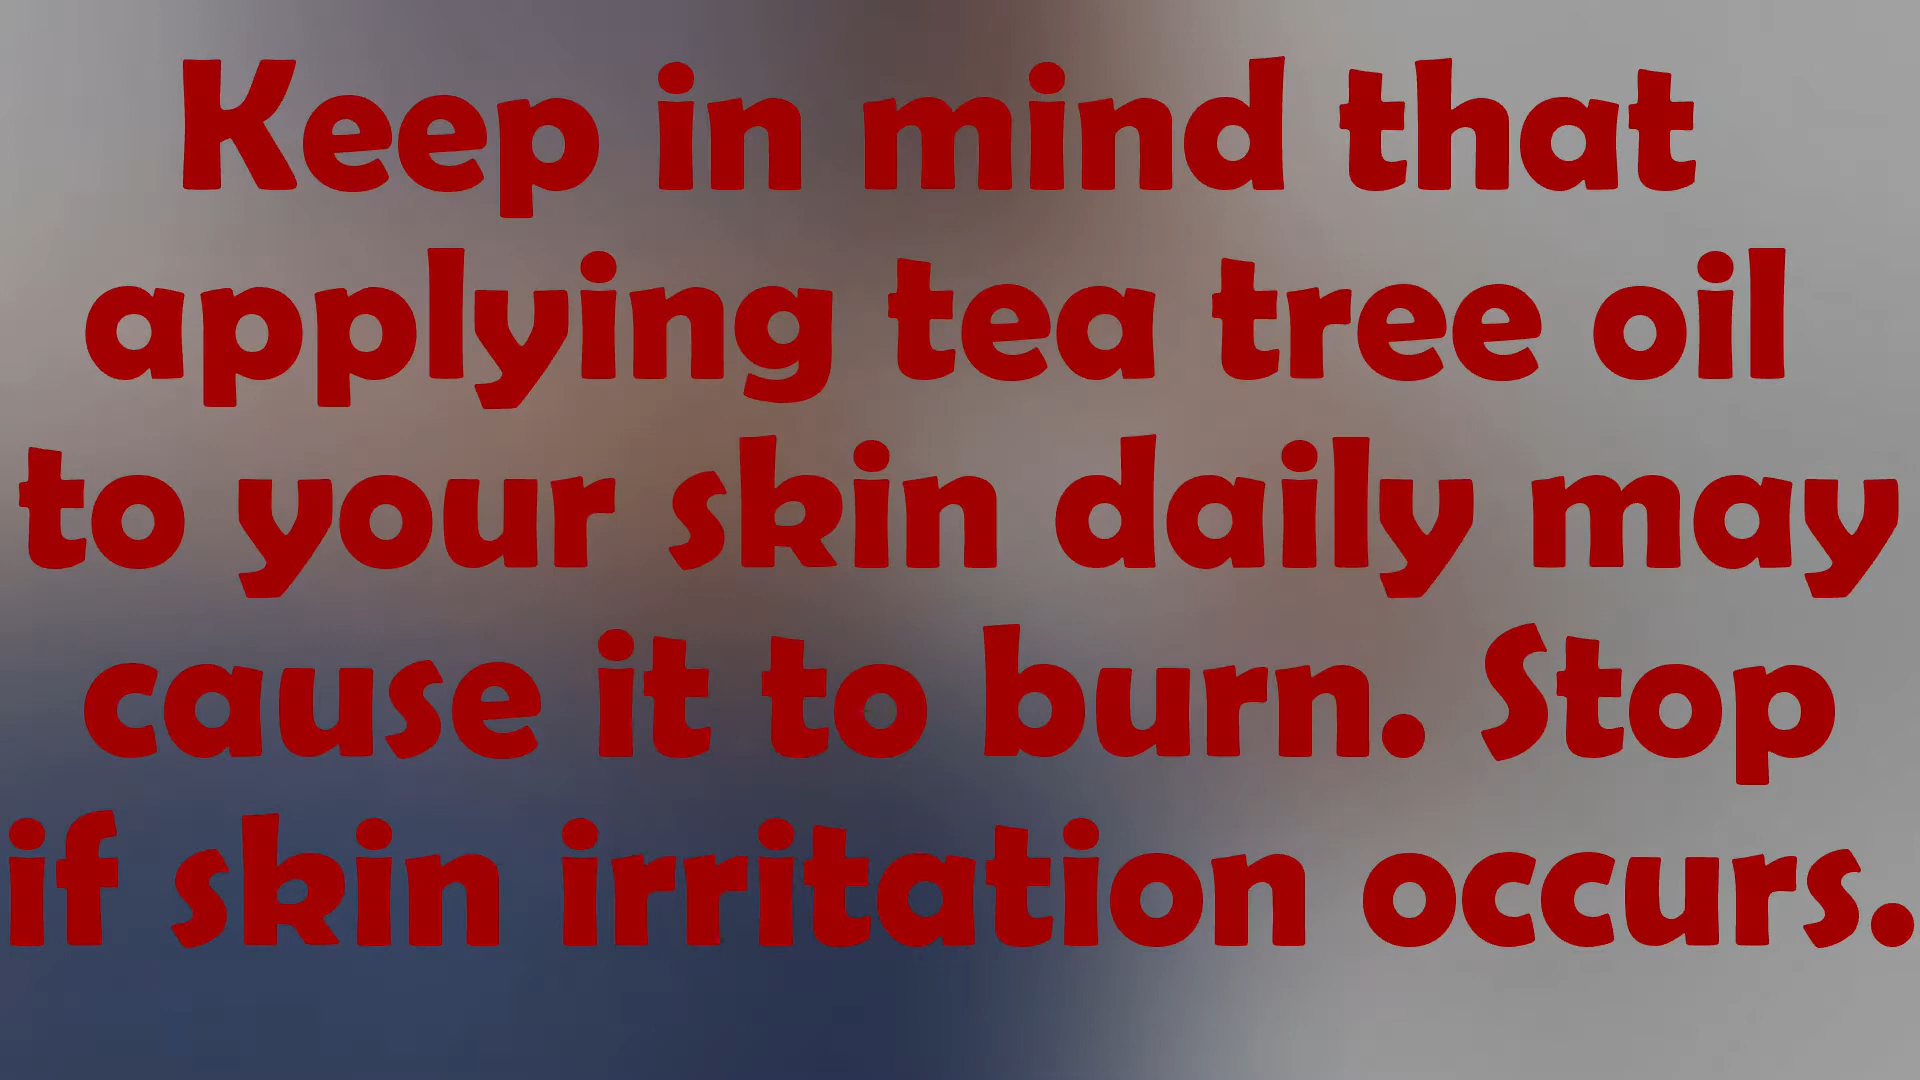 Keep in mind that
applying tea tree oil
to your skin daily may
cause it to burn. Stop
if skin irritation occurs.